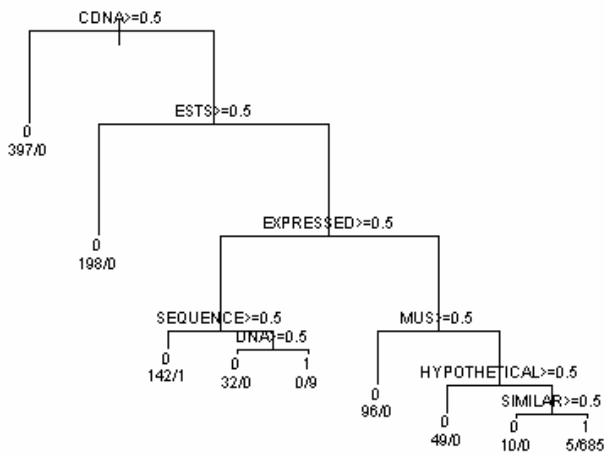 CDNA>=0.5
ESTS>=0.5
0
397/0
EXPRESSED>=0.5
0
198/0
SEQUENCE>=0.5
MUS>=0.5
DNA>=0.5
0
142/1
0
32/0
1
0/9
HYPOTHETICAL>=0.5
0
96/0
SIMILAR>=0.5
0
49/0
0
10/0
1
5/685